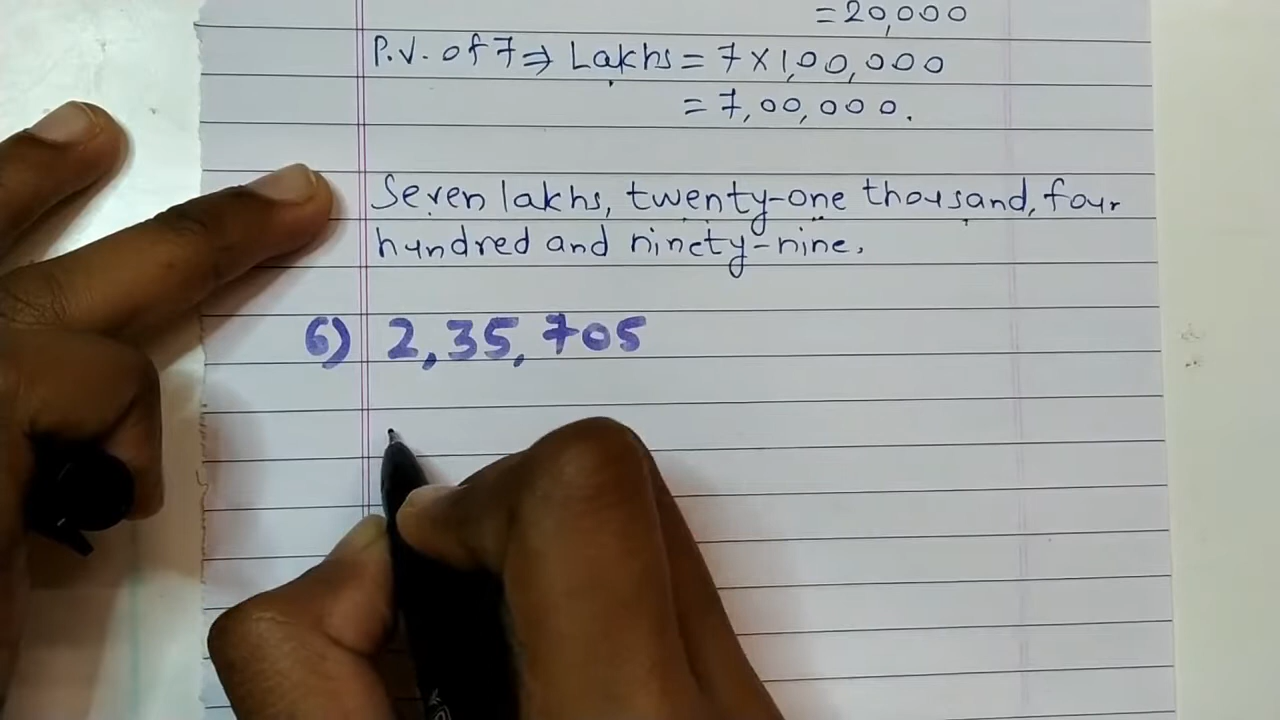 =20,000
P.V. of 7⇒ Lakhs = 7×1,00,000
= 7,00,000.
Seven lakhs, twenty-one thousand, four
hundred and ninety-nine.
6) 2,35,705